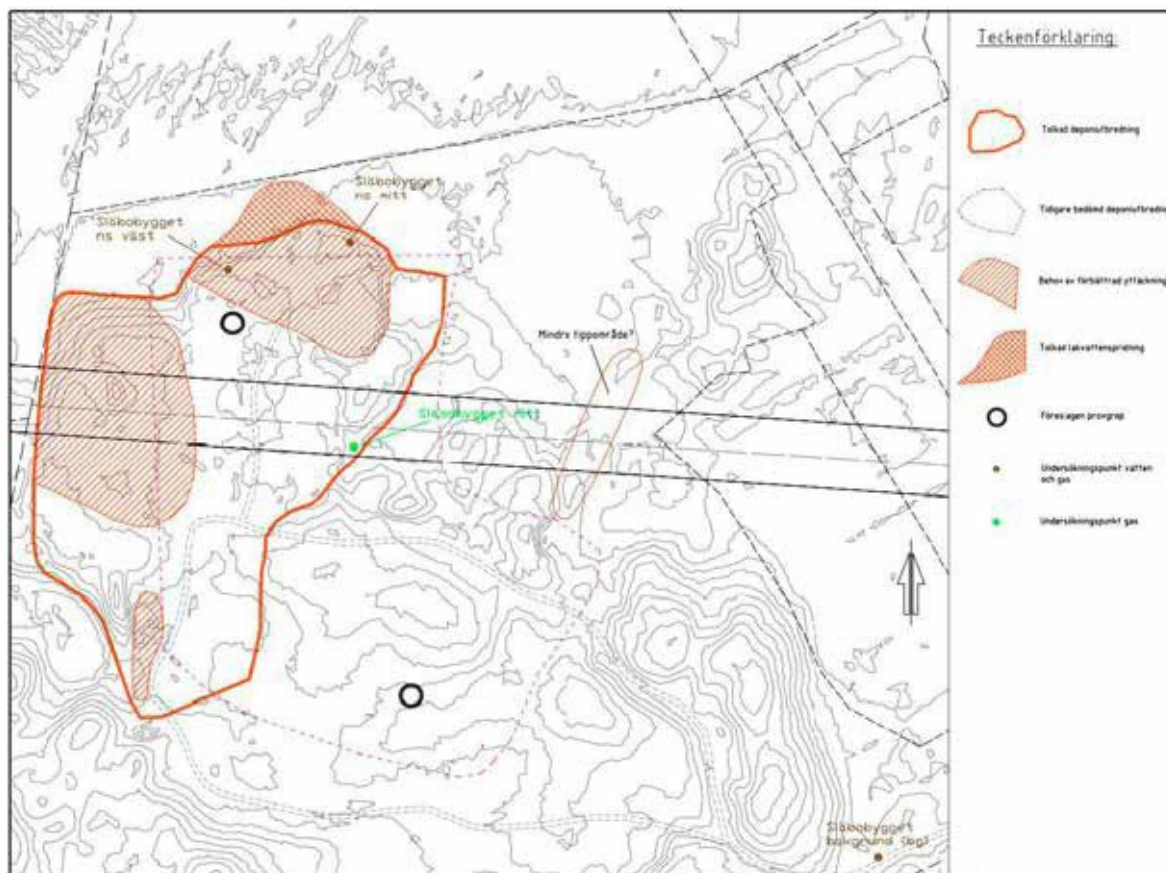 Teckenförklaring:
Tolkad deponiutbredning
Tidigare bedömd deponiutbredni
Behov av förbättrad yttäckning
Tolkad lakvattenspridning
Föreslagen provgrop
Undersökningspunkt vatten
och gas
Undersökningspunkt gas
Släbobygget
ns mitt
Släbobygget
ns väst
Mindre tippområde?
Släbobygget mitt
Släbobygget
bakgrund (bg)